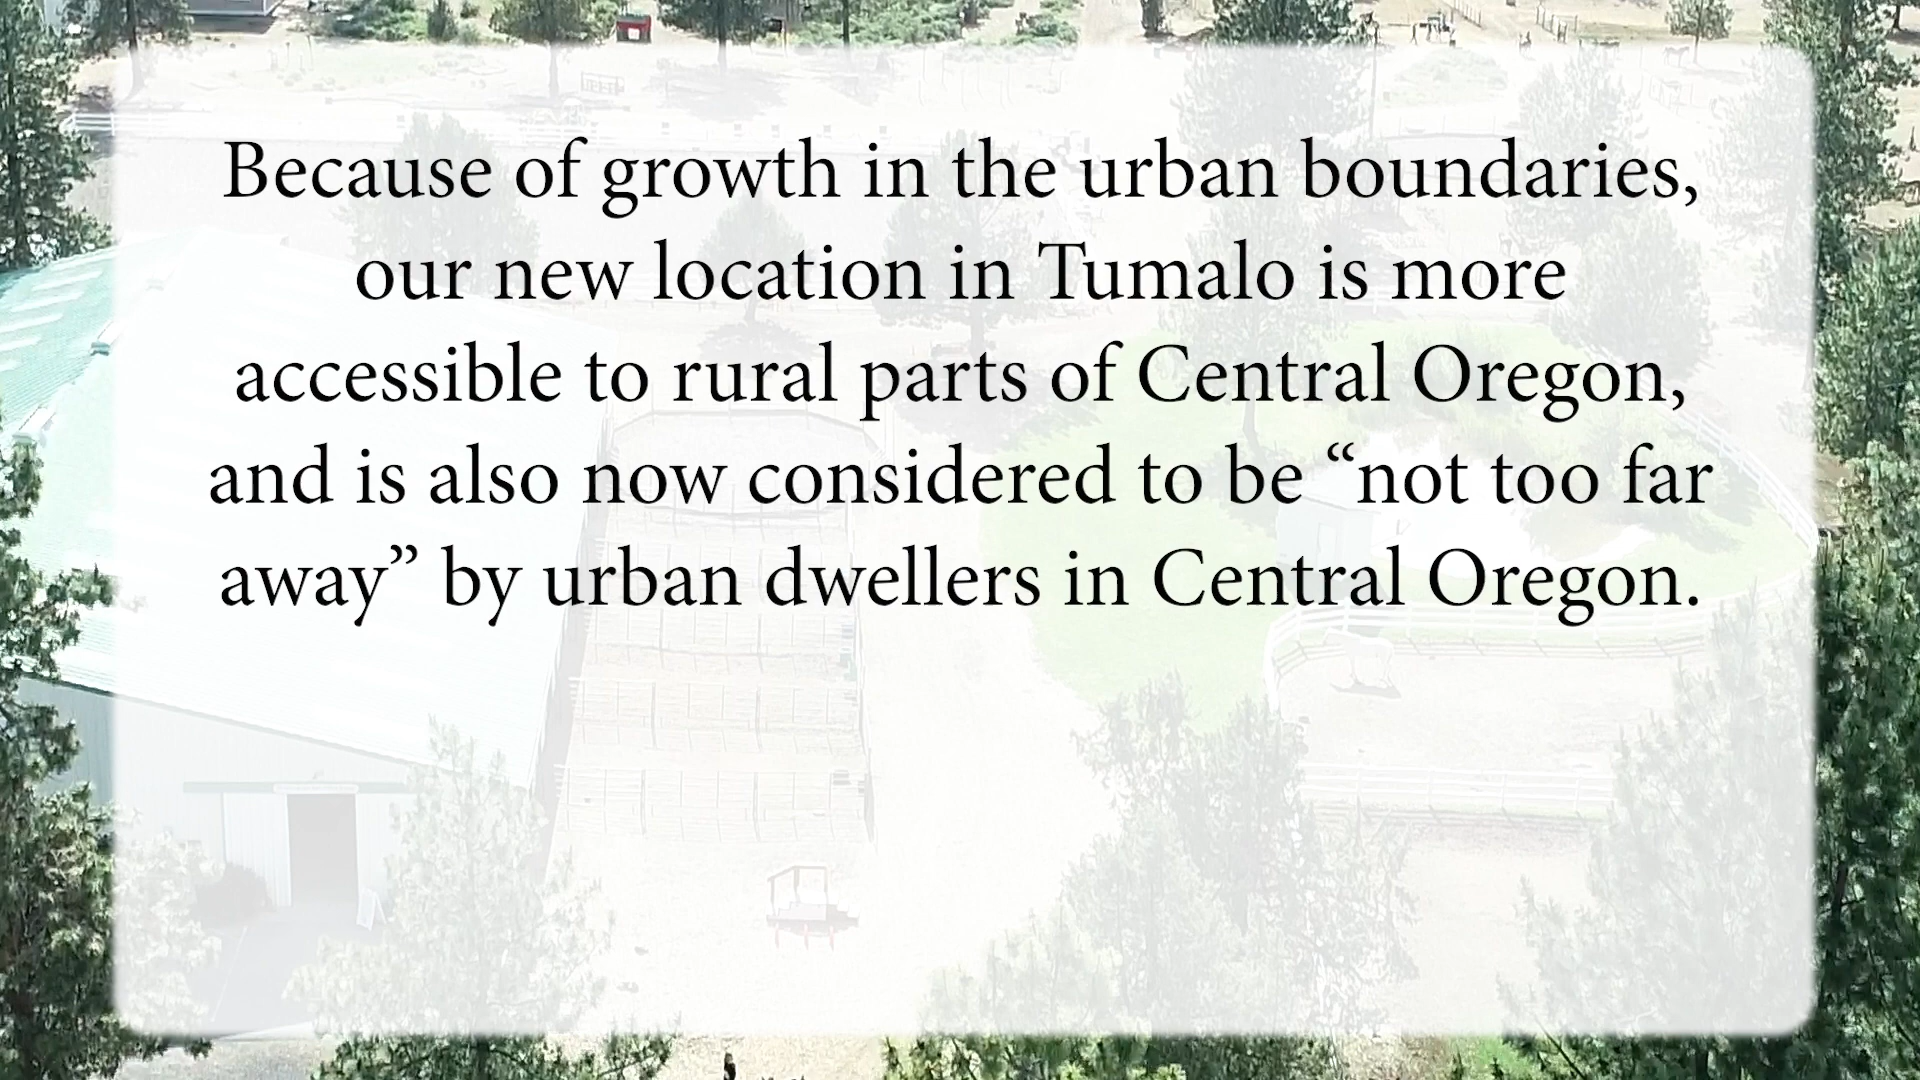 Because of growth in the urban boundaries,
our new location in Tumalo is more
accessible to rural parts of Central Oregon,
and is also now considered to be “not too far
away” by urban dwellers in Central Oregon.